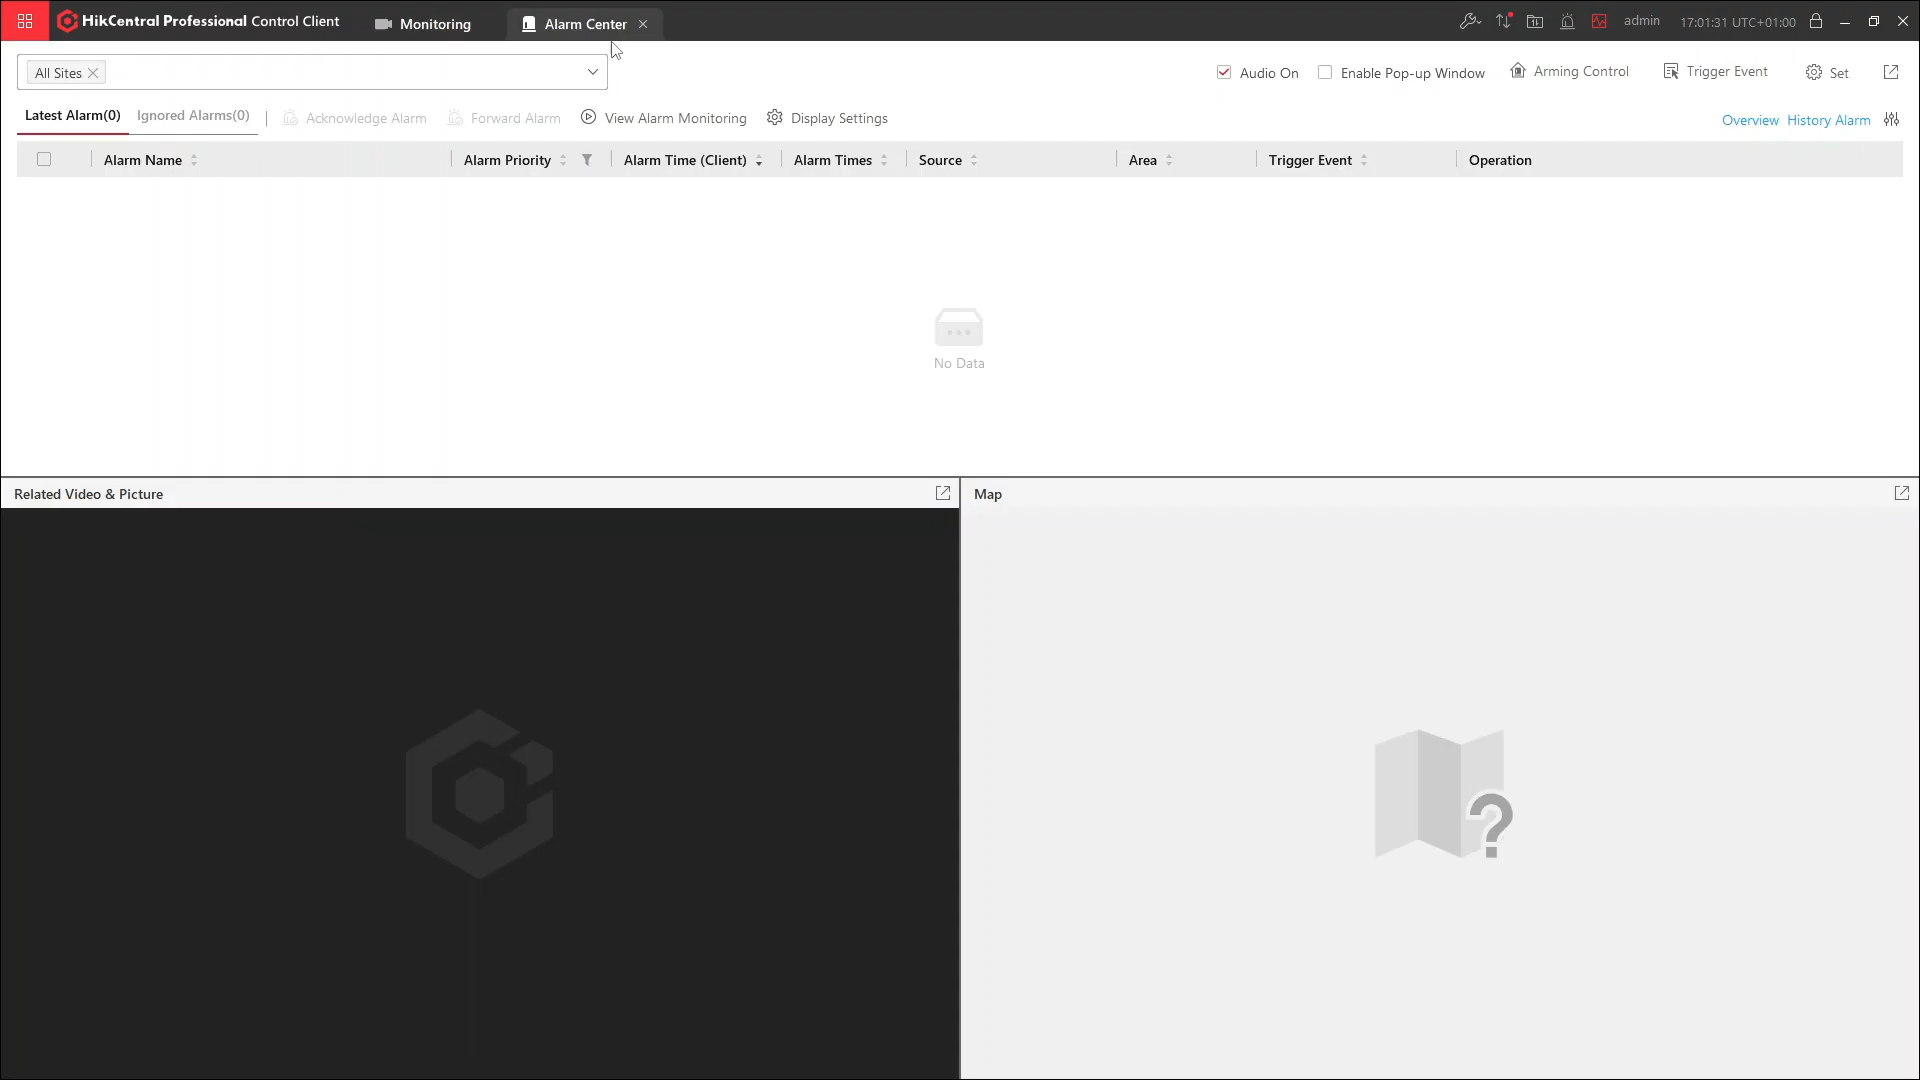 HikCentral Professional Control Client
Monitoring
Alarm Center
admin
17:01:31 UTC+01:00
All Sites
Audio On
Enable Pop-up Window
Arming Control
Trigger Event
Set
Latest Alarm(0)
Ignored Alarms(0)
Acknowledge Alarm
Forward Alarm
View Alarm Monitoring
Display Settings
Overview
History Alarm
Alarm Name
Alarm Priority
Alarm Time (Client)
Alarm Times
Source
Area
Trigger Event
Operation
No Data
Related Video & Picture
Map
?